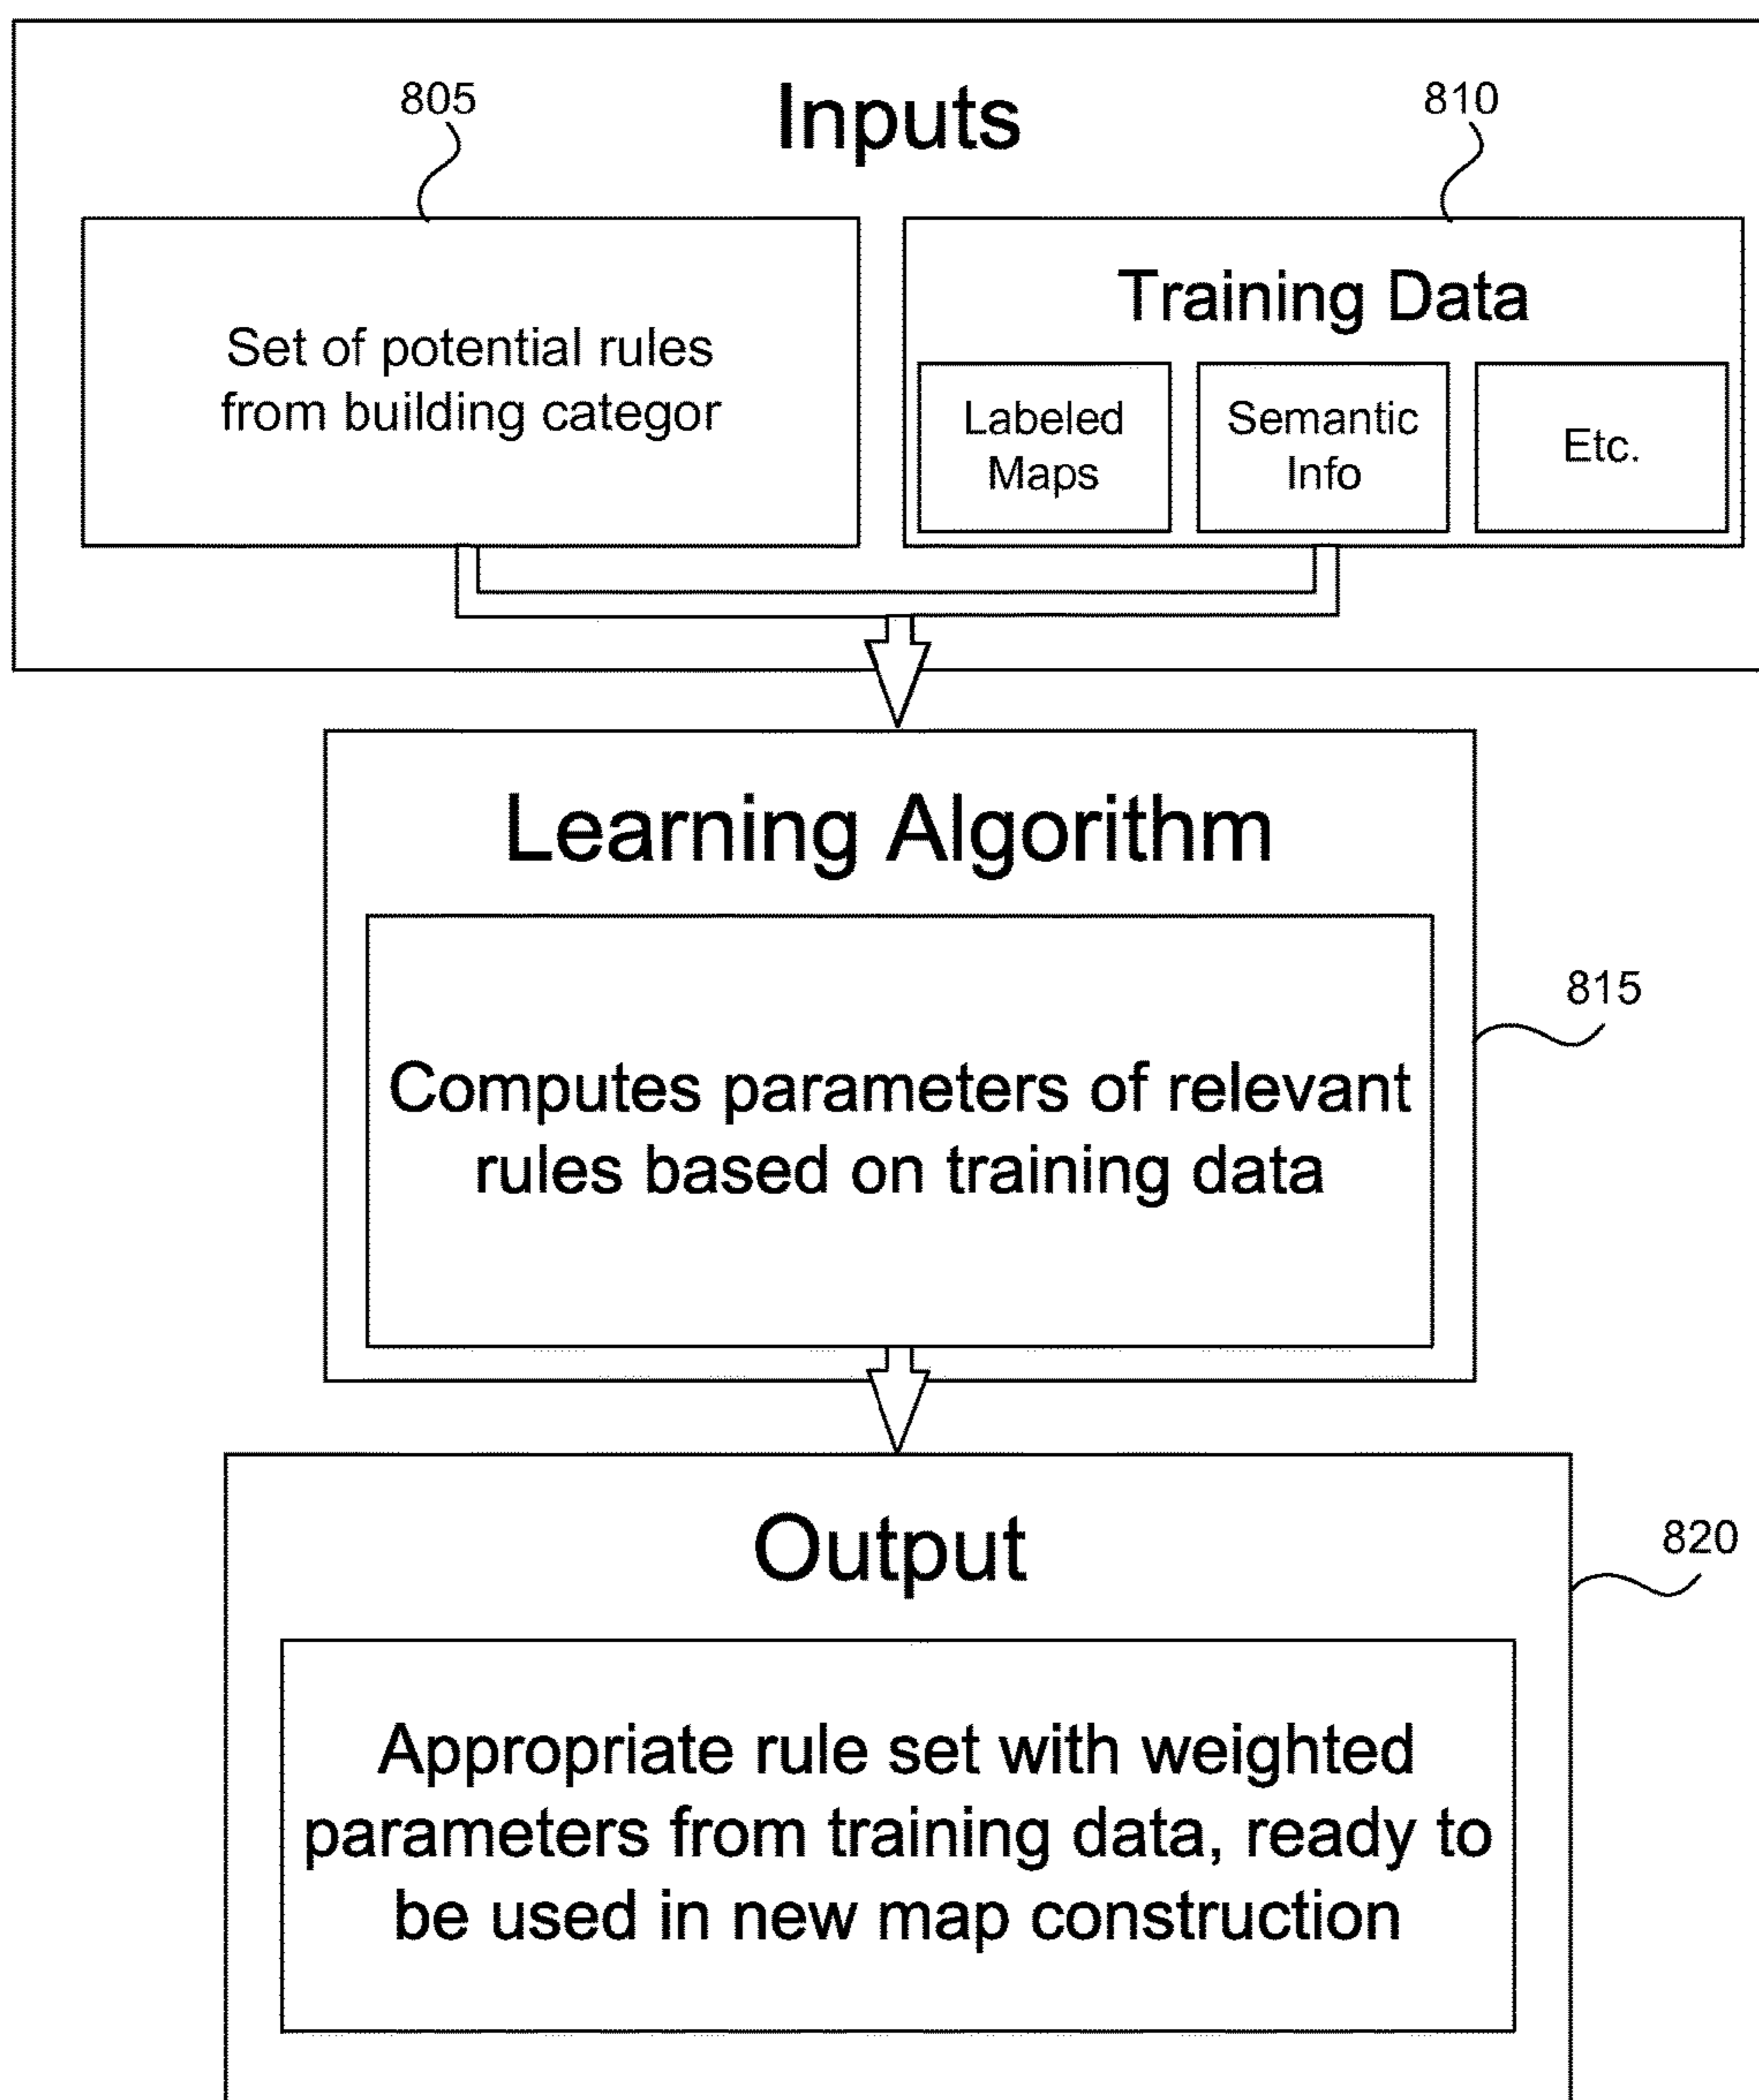 Inputs
805
810
Set of potential rules
from building categor
Training Data
Labeled
Maps
Semantic
Info
Etc.
Learning Algorithm
Computes parameters of relevant
rules based on training data
815
Output
820
Appropriate rule set with weighted
parameters from training data, ready to
be used in new map construction